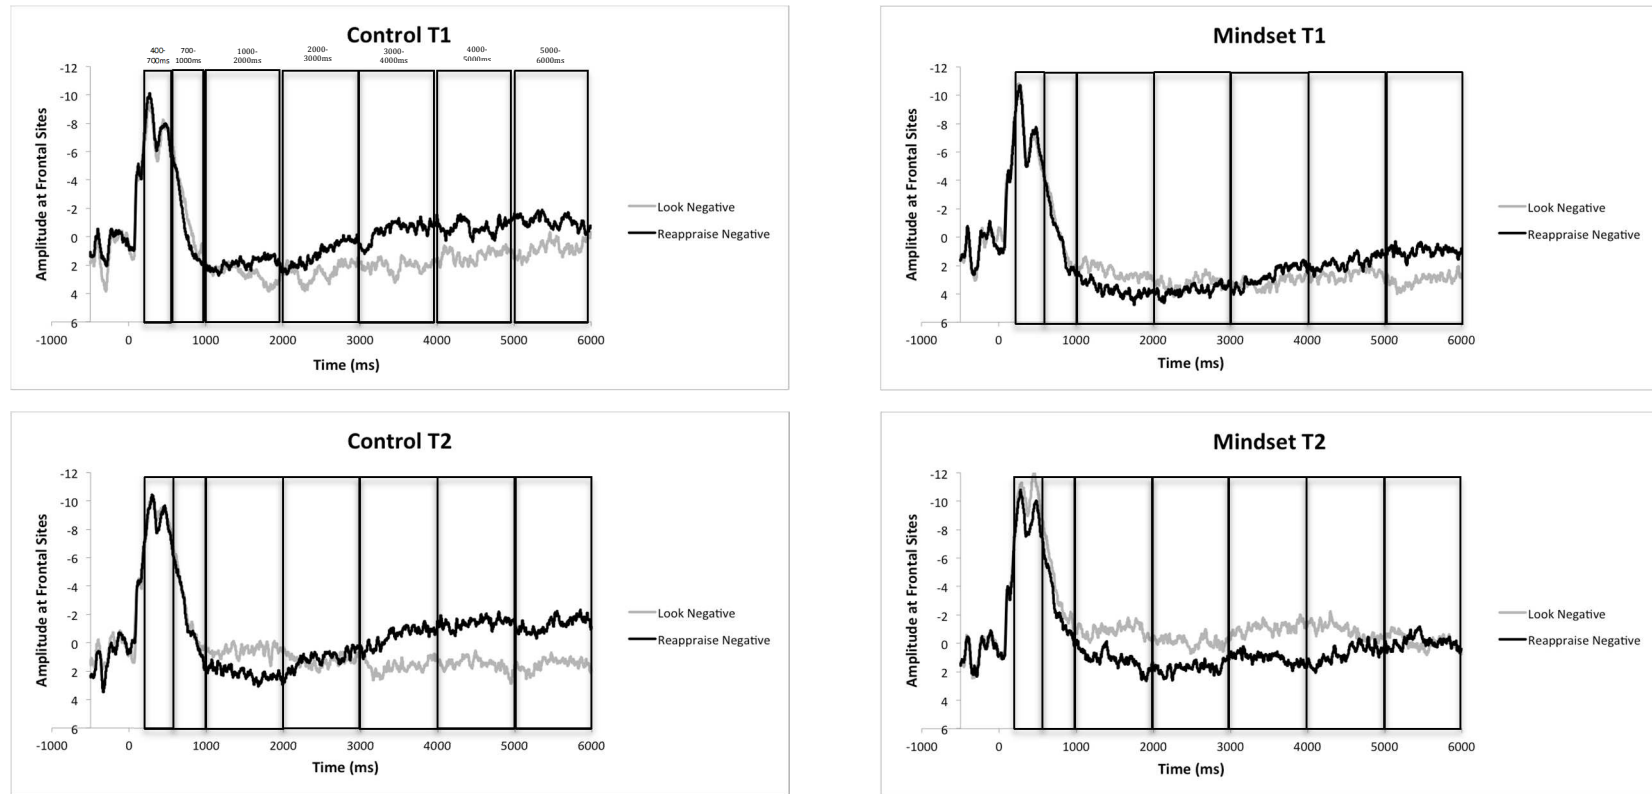 Control T1
400-
700ms
700-
1000ms
1000-
2000ms
2000-
3000ms
3000-
4000ms
4000-
5000ms
5000-
6000ms
-12
-10
-8
-6
-4
-2
0
2
4
6
Amplitude at Frontal Sites
-1000 0 1000 2000 3000 4000 5000 6000
Time (ms)
Look Negative
Reappraise Negative
Mindset T1
-12
-10
-8
-6
-4
-2
0
2
4
6
Amplitude at Frontal Sites
-1000 0 1000 2000 3000 4000 5000 6000
Time (ms)
Look Negative
Reappraise Negative
Control T2
-12
-10
-8
-6
-4
-2
0
2
4
6
Amplitude at Frontal Sites
-1000 0 1000 2000 3000 4000 5000 6000
Time (ms)
Look Negative
Reappraise Negative
Mindset T2
-12
-10
-8
-6
-4
-2
0
2
4
6
Amplitude at Frontal Sites
-1000 0 1000 2000 3000 4000 5000 6000
Time (ms)
Look Negative
Reappraise Negative